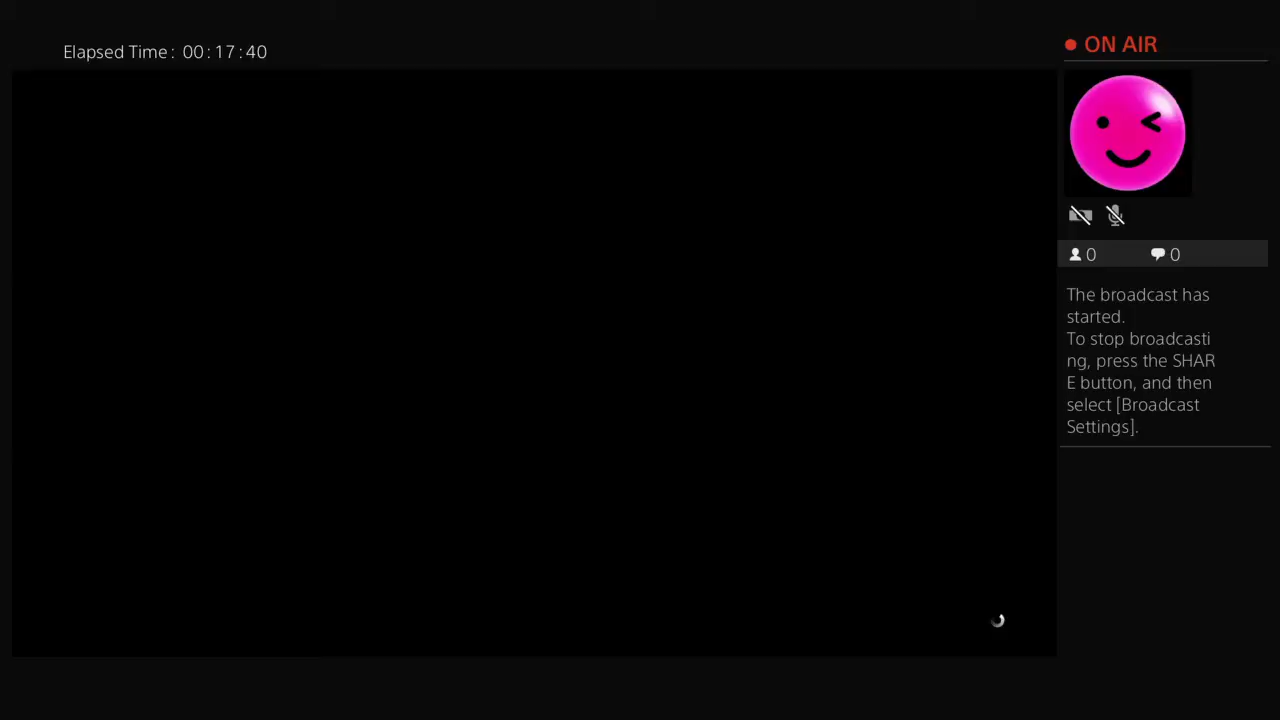 Elapsed Time: 00:17:40
ON AIR
0
0
The broadcast has
started.
To stop broadcasti
ng, press the SHAR
E button, and then
select [Broadcast
Settings].